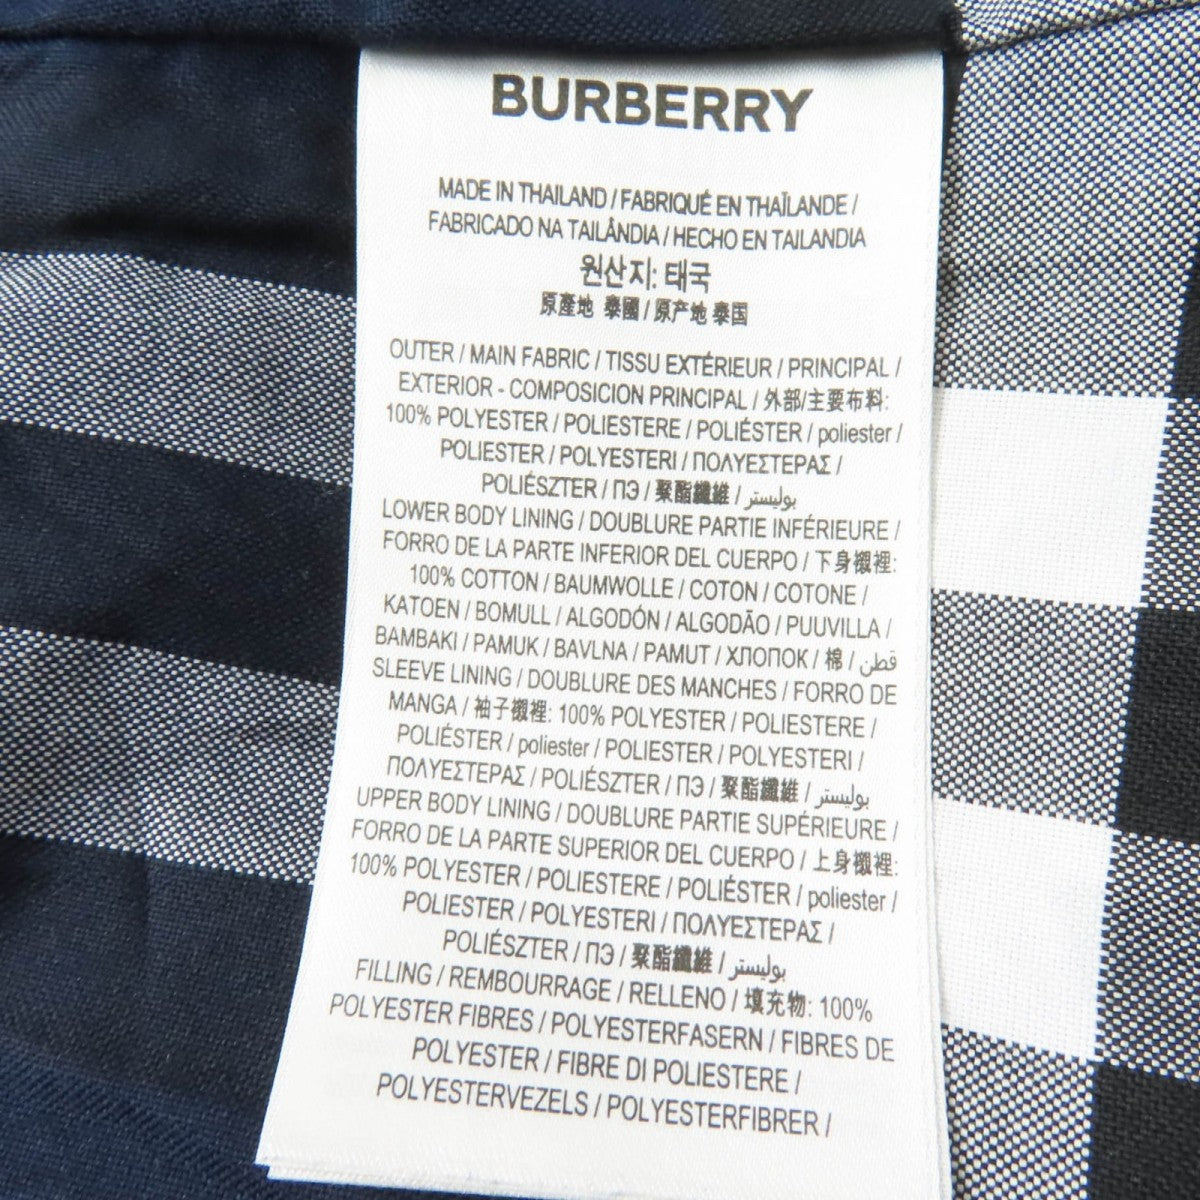 BURBERRY
MADE IN THAILAND / FABRIQUÉ EN THAÏLANDE /
FABRICADO NA TAILÂNDIA / HECHO EN TAILANDIA
원산지: 태국
原產地 泰國 / 原产地 泰国
OUTER / MAIN FABRIC / TISSU EXTÉRIEUR / PRINCIPAL /
EXTERIOR - COMPOSICION PRINCIPAL / 外部/主要布料:
100% POLYESTER / POLIESTERE / POLIÉSTER / poliester /
POLIESTER / POLYESTERI / ΠΟΛΥΕΣΤΕΡΑΣ /
POLIÉSZTER / ПЭ / 聚酯纖維 / بوليستر
LOWER BODY LINING / DOUBLURE PARTIE INFÉRIEURE /
FORRO DE LA PARTE INFERIOR DEL CUERPO / 下身襯裡:
100% COTTON / BAUMWOLLE / COTON / COTONE /
KATOEN / BOMULL / ALGODÓN / ALGODÃO / PUUVILLA /
BAMBAKI / PAMUK / BAVLNA / PAMUT / ХЛОПОК / 棉 / قطن
SLEEVE LINING / DOUBLURE DES MANCHES / FORRO DE
MANGA / 袖子襯裡: 100% POLYESTER / POLIESTERE /
POLIÉSTER / poliester / POLIESTER / POLYESTERI /
ΠΟΛΥΕΣΤΕΡΑΣ / POLIÉSZTER / ПЭ / 聚酯纖維 / بوليستر
UPPER BODY LINING / DOUBLURE PARTIE SUPÉRIEURE /
FORRO DE LA PARTE SUPERIOR DEL CUERPO / 上身襯裡:
100% POLYESTER / POLIESTERE / POLIÉSTER / poliester /
POLIESTER / POLYESTERI / ΠΟΛΥΕΣΤΕΡΑΣ /
POLIÉSZTER / ПЭ / 聚酯纖維 / بوليستر
FILLING / REMBOURRAGE / RELLENO / 填充物: 100%
POLYESTER FIBRES / POLYESTERFASERN / FIBRES DE
POLYESTER / FIBRE DI POLIESTERE /
POLYESTERVEZELS / POLYESTERFIBRER /